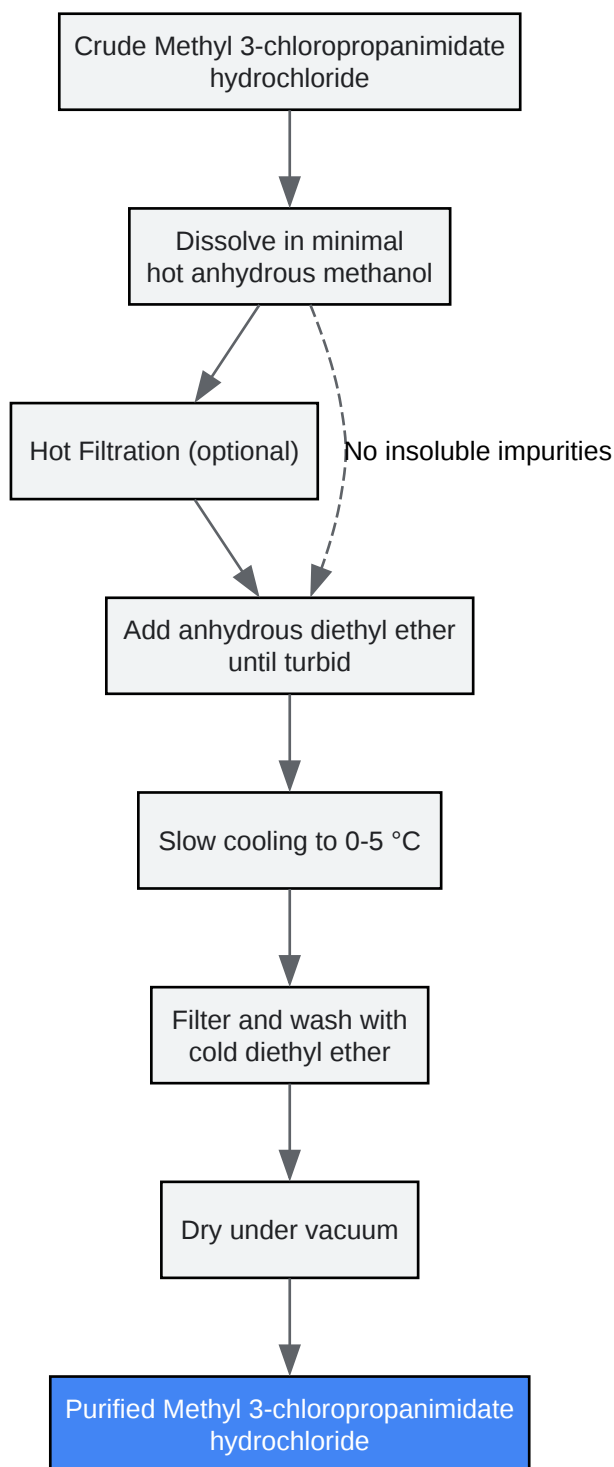 Crude Methyl 3-chloropropanimidate
hydrochloride
Dissolve in minimal
hot anhydrous methanol
Hot Filtration (optional)
No insoluble impurities
Add anhydrous diethyl ether
until turbid
Slow cooling to 0-5 °C
Filter and wash with
cold diethyl ether
Dry under vacuum
Purified Methyl 3-chloropropanimidate
hydrochloride